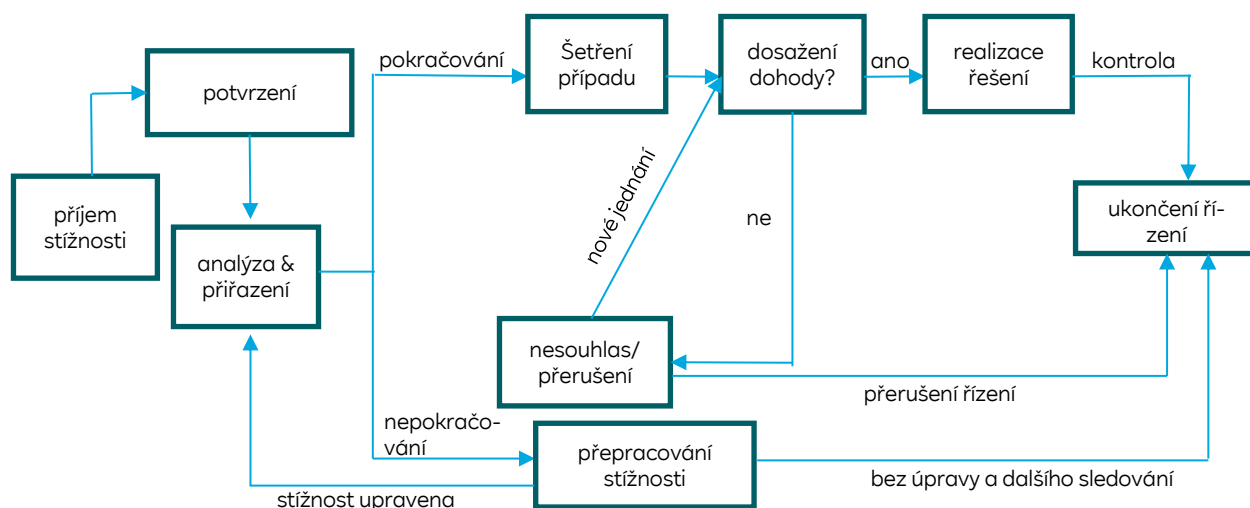 příjem
stížnosti
potvrzení
analýza &
přiřazení
pokračování
Šetření
případu
dosažení
dohody?
ano
realizace
řešení
kontrola
ukončení ří-
zení
nové jednání
ne
nesouhlas/
přerušení
přerušení řízení
nepokračo-
vání
přepracování
stížnosti
stížnost upravena
bez úpravy a dalšího sledování